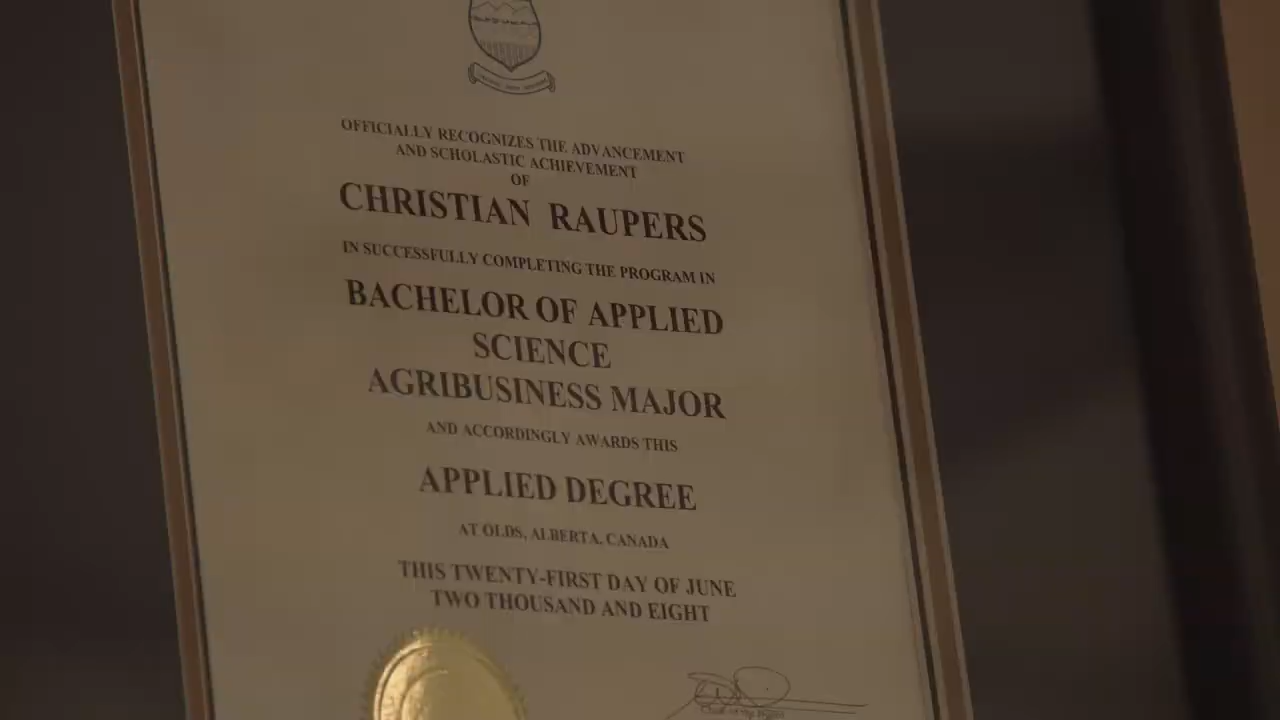 OFFICIALLY RECOGNIZES THE ADVANCEMENT
AND SCHOLASTIC ACHIEVEMENT
OF
CHRISTIAN RAUPERS
IN SUCCESSFULLY COMPLETING THE PROGRAM IN
BACHELOR OF APPLIED
SCIENCE
AGRIBUSINESS MAJOR
AND ACCORDINGLY AWARDS THIS
APPLIED DEGREE
AT OLDS, ALBERTA, CANADA
THIS TWENTY-FIRST DAY OF JUNE
TWO THOUSAND AND EIGHT